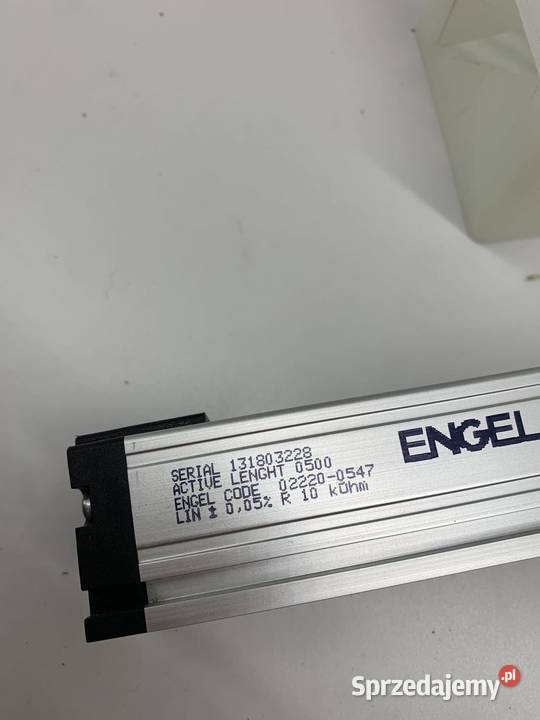 ENGEL
SERIAL 131803228
ACTIVE LENGHT 0500
ENGEL CODE 02220-0547
LIN ± 0,05% R 10 kOhm
Sprzedajemy.pl